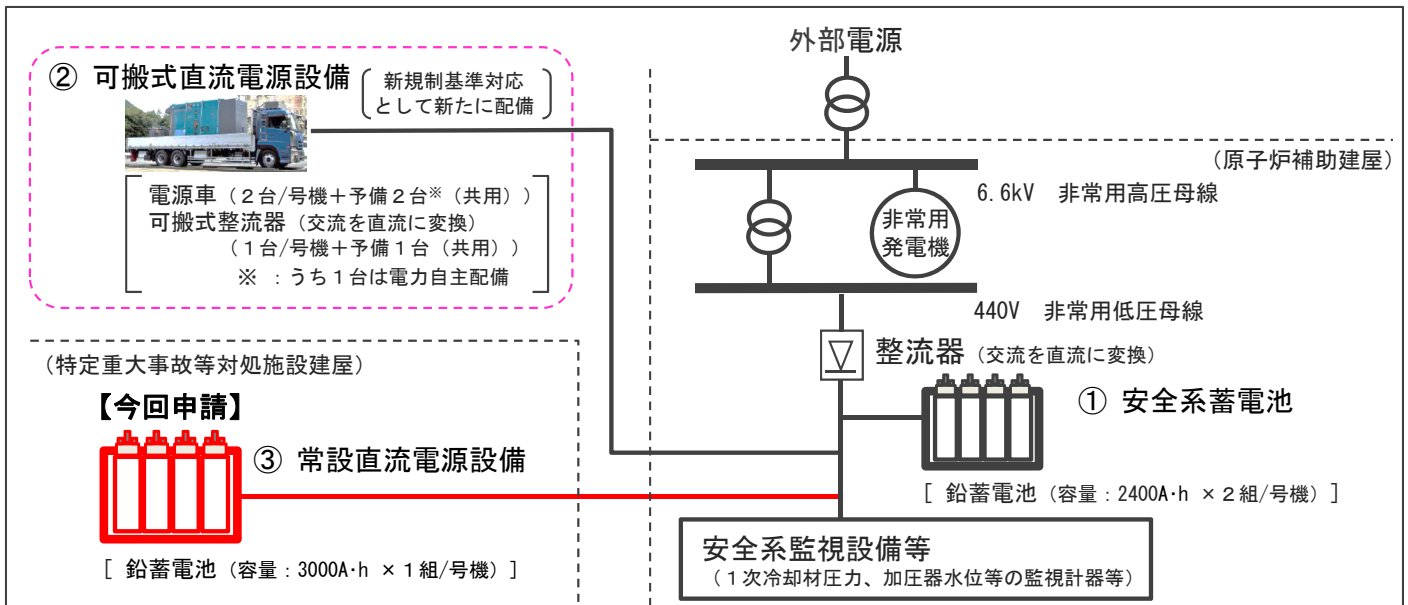 ② 可搬式直流電源設備
新規制基準対応
として新たに配備
電源車（２台/号機＋予備２台※（共用））
可搬式整流器（交流を直流に変換）
（１台/号機＋予備１台（共用））
※ ：うち１台は電力自主配備
外部電源
（原子炉補助建屋）
6.6kV 非常用高圧母線
非常用
発電機
440V 非常用低圧母線
整流器（交流を直流に変換）
① 安全系蓄電池
[ 鉛蓄電池（容量：2400A･h × ２組/号機）]
（特定重大事故等対処施設建屋）
【今回申請】
③ 常設直流電源設備
[ 鉛蓄電池（容量：3000A･h × １組/号機）]
安全系監視設備等
（１次冷却材圧力、加圧器水位等の監視計器等）